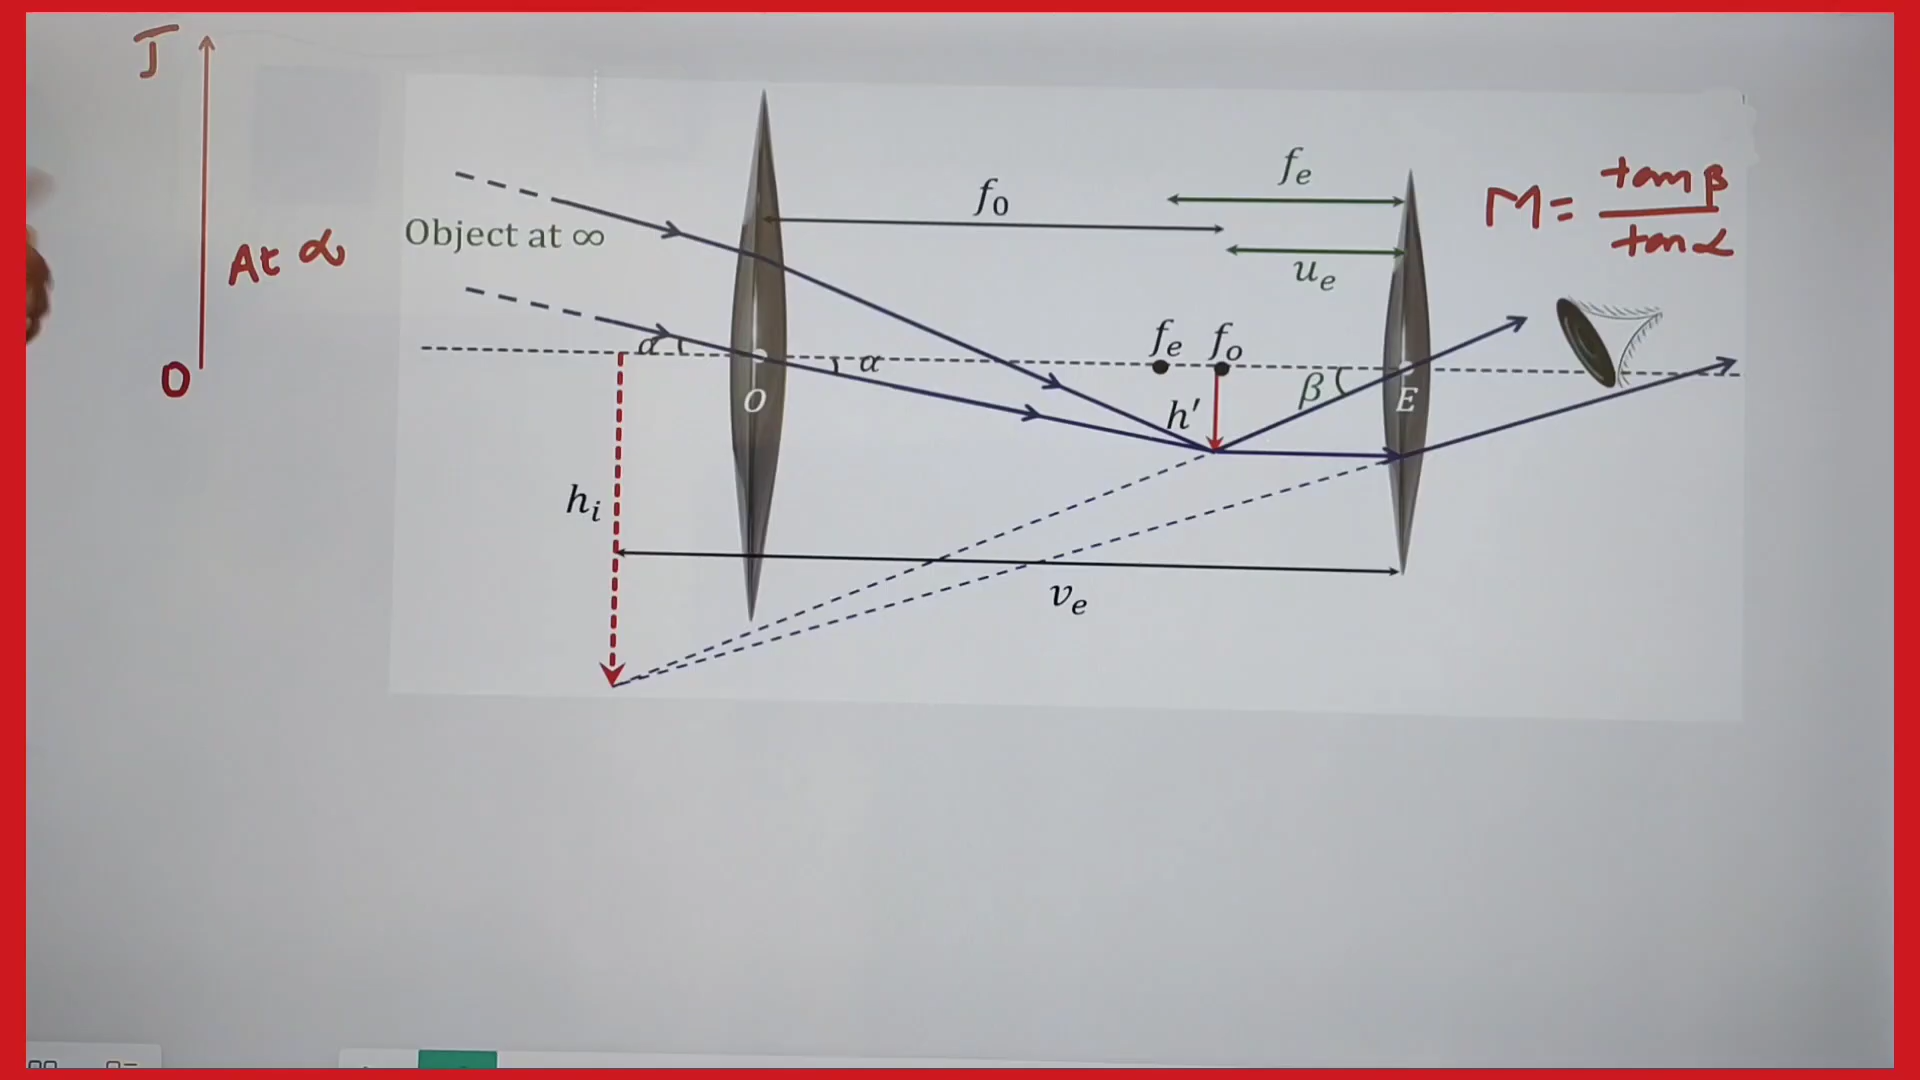 J
O
At ∝
Object at ∞
f₀
fₑ
uₑ
M = tan β / tan α
α
α
fₑ
fₒ
β
h′
O
E
hᵢ
vₑ